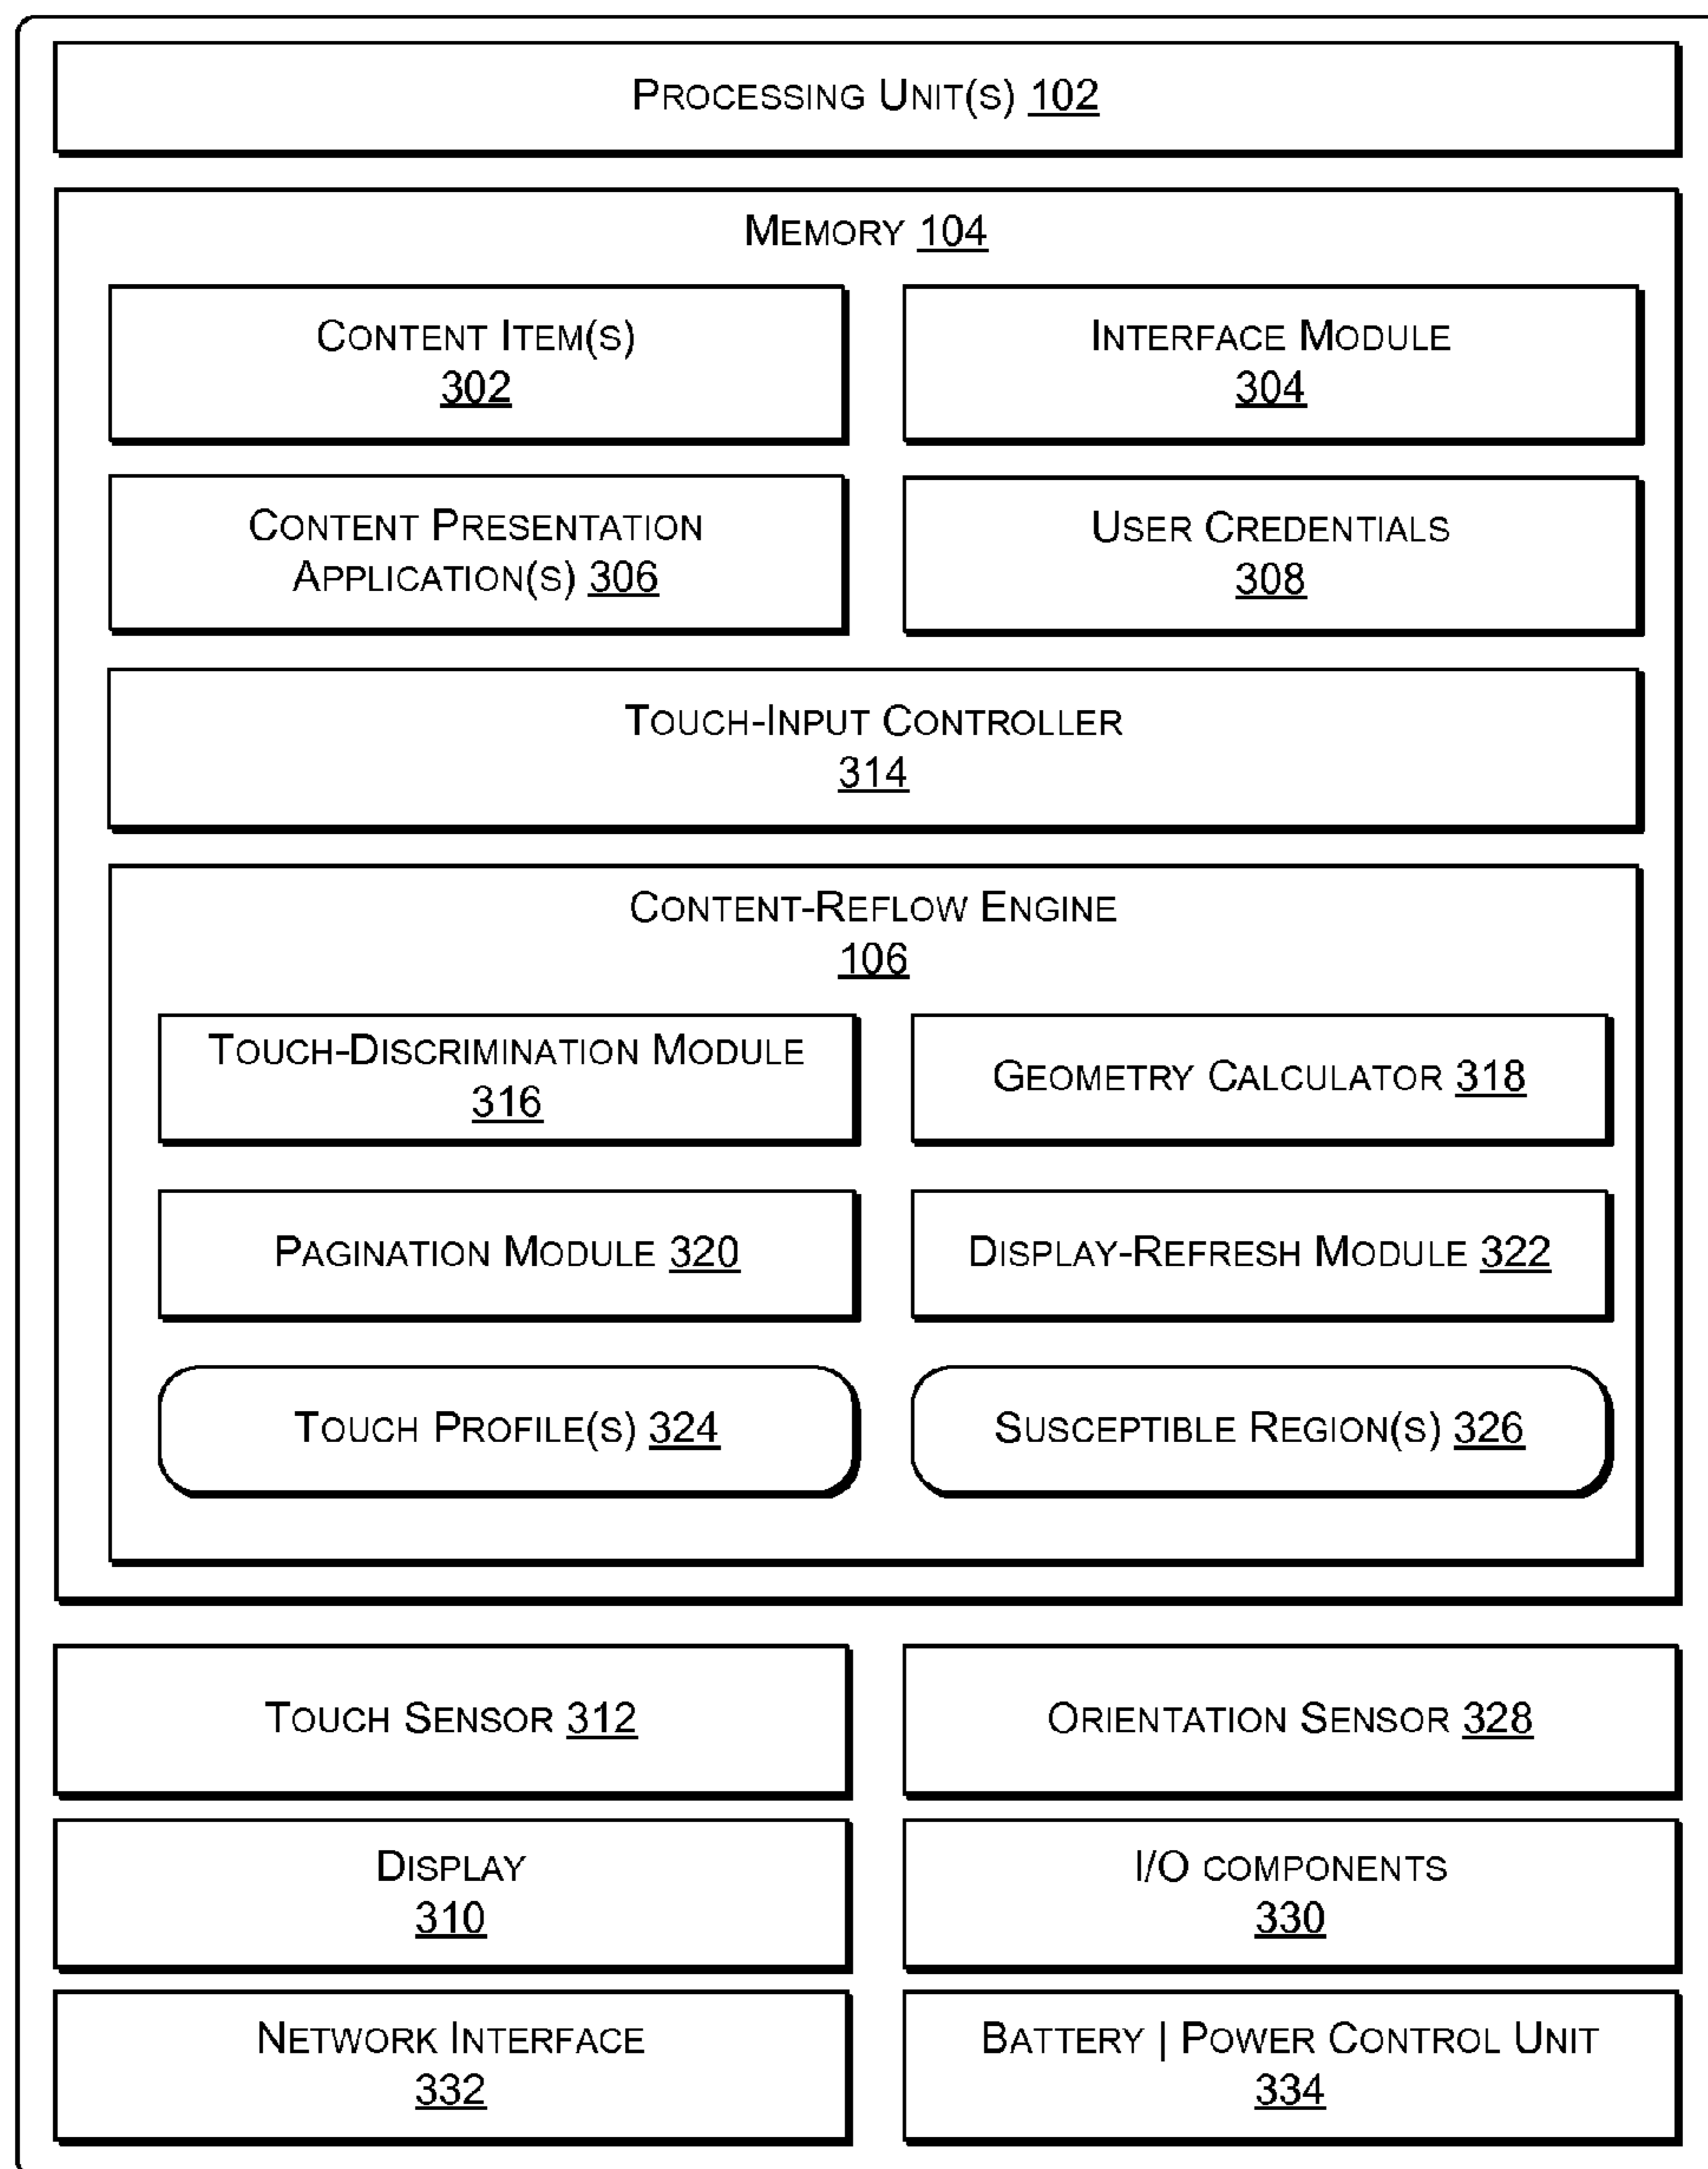 PROCESSING UNIT(S) 102
MEMORY 104
CONTENT ITEM(S)
302
INTERFACE MODULE
304
CONTENT PRESENTATION
APPLICATION(S) 306
USER CREDENTIALS
308
TOUCH-INPUT CONTROLLER
314
CONTENT-REFLOW ENGINE
106
TOUCH-DISCRIMINATION MODULE
316
GEOMETRY CALCULATOR 318
PAGINATION MODULE 320
DISPLAY-REFRESH MODULE 322
TOUCH PROFILE(S) 324
SUSCEPTIBLE REGION(S) 326
TOUCH SENSOR 312
ORIENTATION SENSOR 328
DISPLAY
310
I/O COMPONENTS
330
NETWORK INTERFACE
332
BATTERY | POWER CONTROL UNIT
334